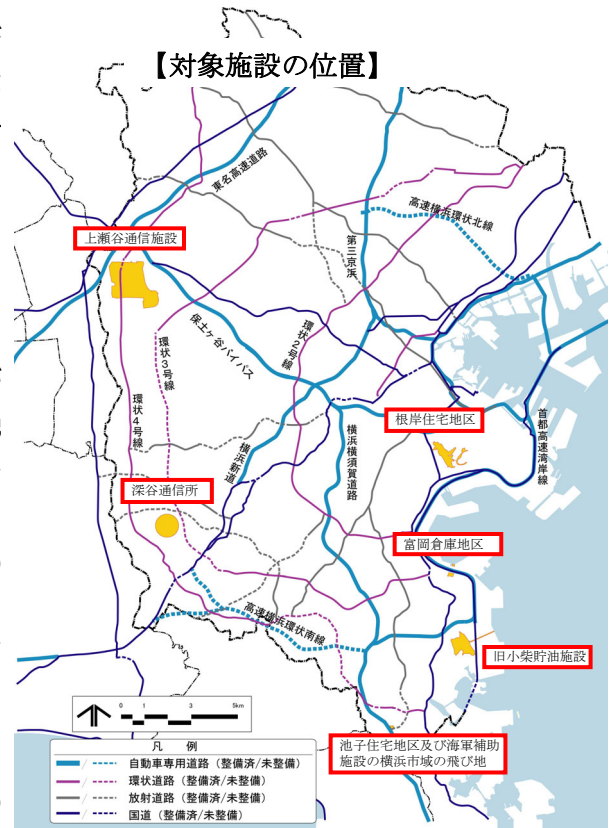 【対象施設の位置】
東名高速道路
高速横浜環状北線
上瀬谷通信施設
第三京浜
環状2号線
保土ヶ谷バイパス
環状3号線
環状4号線
横浜新道
横浜横須賀道路
根岸住宅地区
首都高速湾岸線
深谷通信所
富岡倉庫地区
高速横浜環状南線
旧小柴貯油施設
池子住宅地区及び海軍補助
施設の横浜市域の飛び地
0 1 3 5km
凡 例
自動車専用道路(整備済/未整備)
環状道路(整備済/未整備)
放射道路(整備済/未整備)
国道(整備済/未整備)